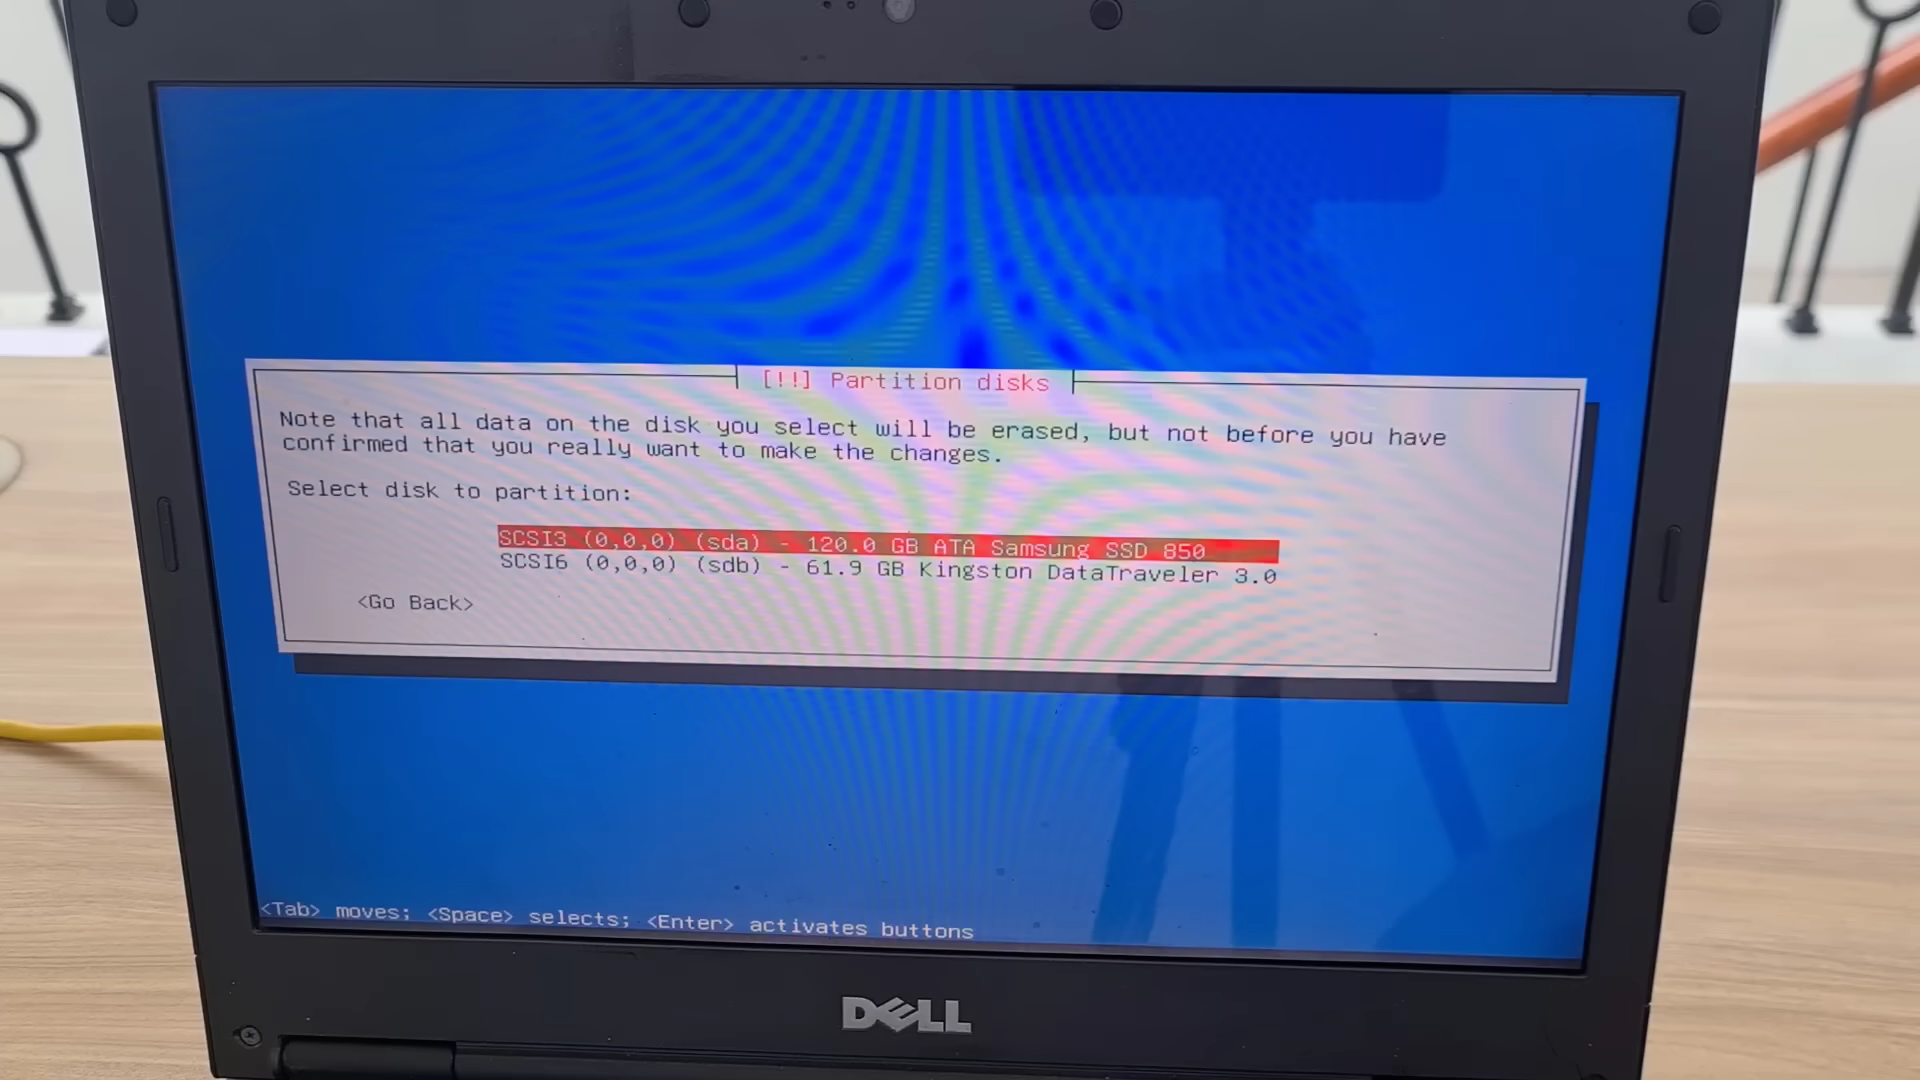 [!!] Partition disks
Note that all data on the disk you select will be erased, but not before you have
confirmed that you really want to make the changes.
Select disk to partition:
SCSI3 (0,0,0) (sda) - 120.0 GB ATA Samsung SSD 850
SCSI6 (0,0,0) (sdb) - 61.9 GB Kingston DataTraveler 3.0
<Go Back>
<Tab> moves; <Space> selects; <Enter> activates buttons
DELL